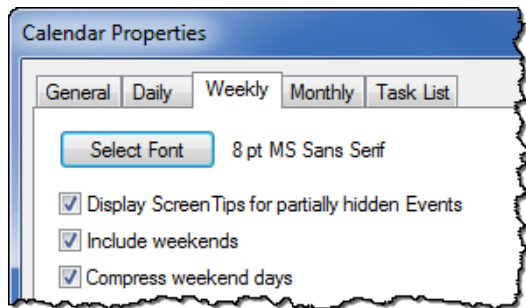 Calendar Properties
General Daily Weekly Monthly Task List
Select Font 8 pt MS Sans Serif
Display ScreenTips for partially hidden Events
Include weekends
Compress weekend days